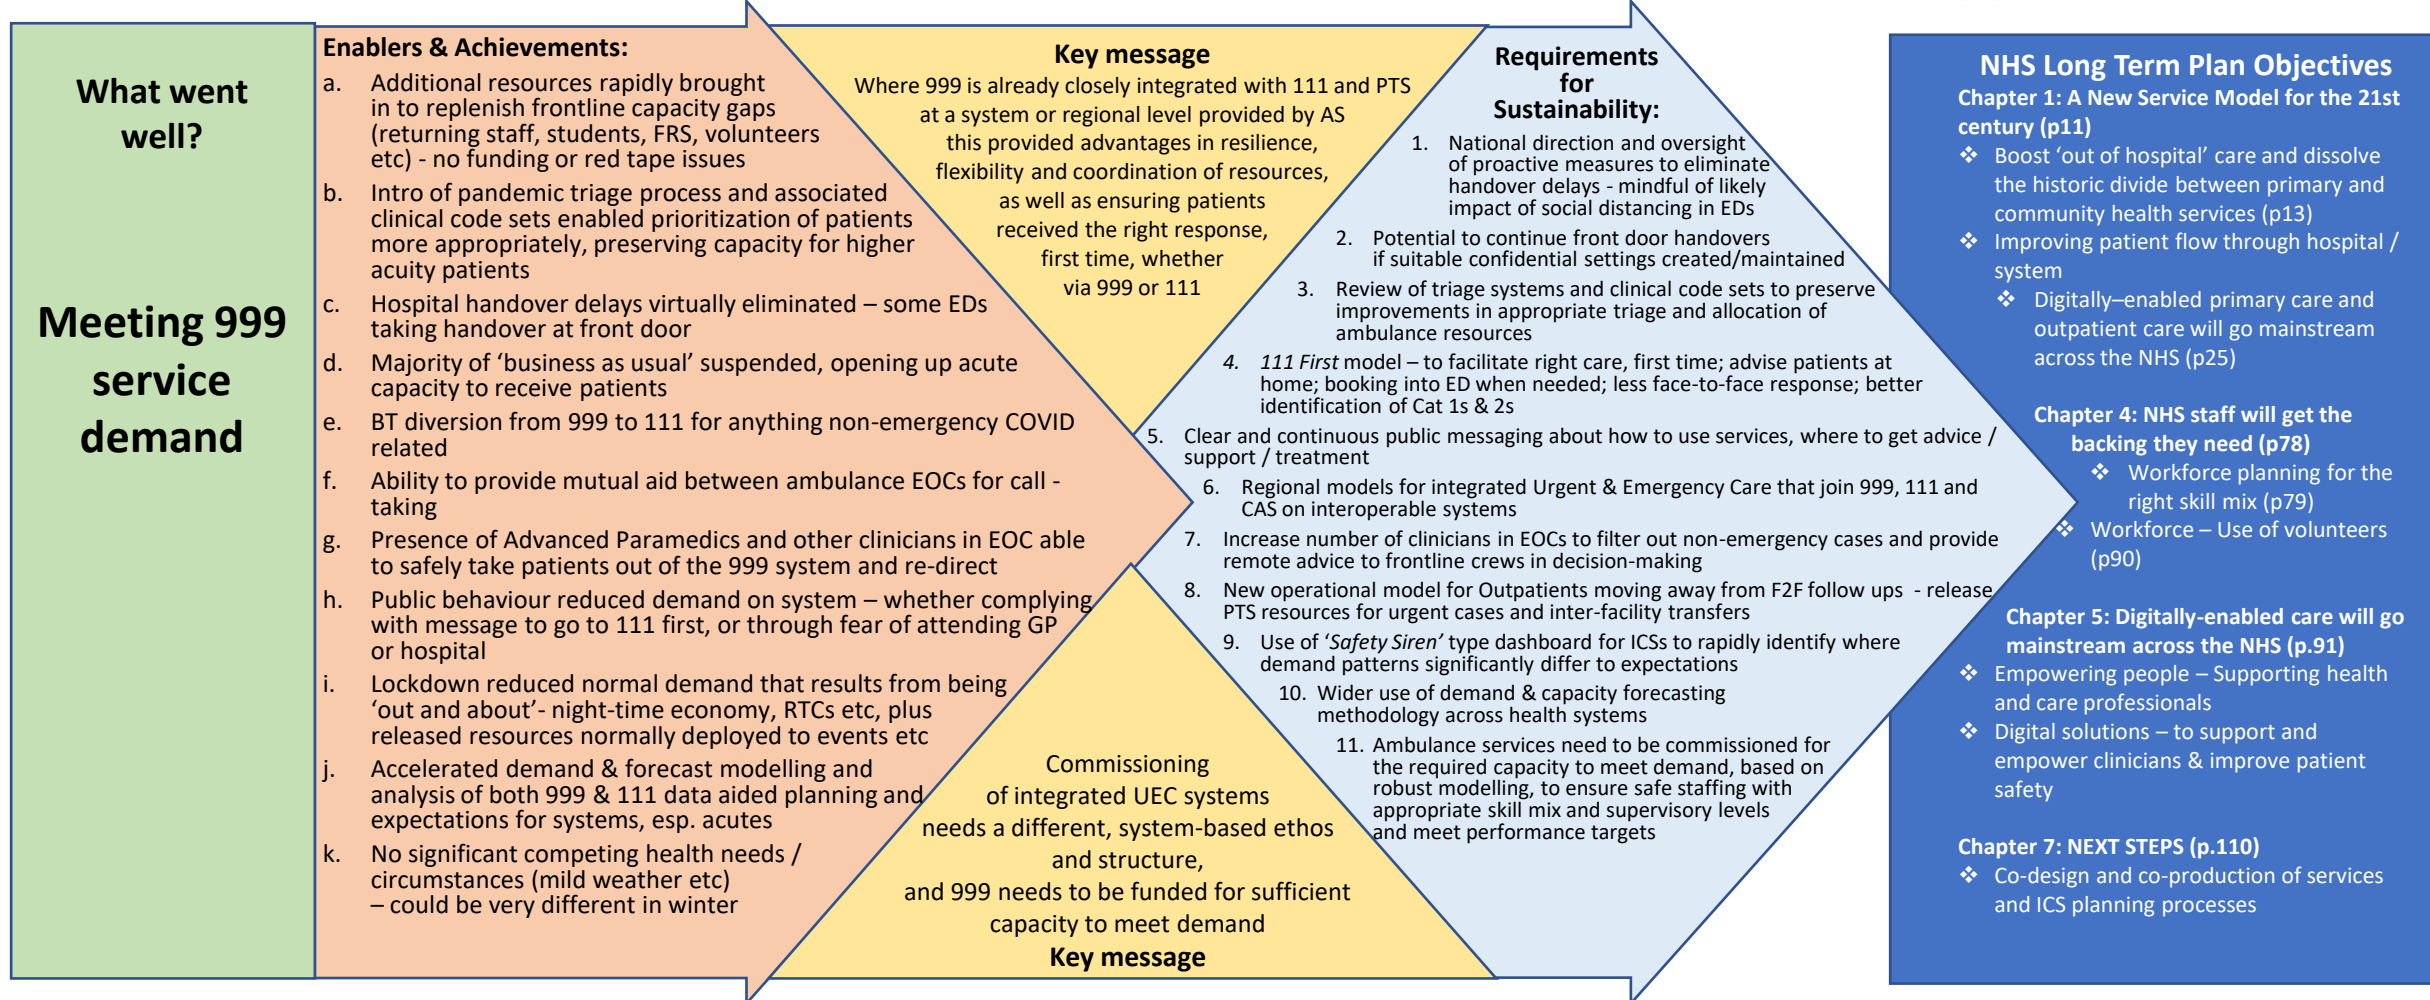 What went
well?
Meeting 999
service
demand
Enablers & Achievements:
a. Additional resources rapidly brought
in to replenish frontline capacity gaps
(returning staff, students, FRS, volunteers
etc) - no funding or red tape issues
b. Intro of pandemic triage process and associated
clinical code sets enabled prioritization of patients
more appropriately, preserving capacity for higher
acuity patients
c. Hospital handover delays virtually eliminated – some EDs
taking handover at front door
d. Majority of ‘business as usual’ suspended, opening up acute
capacity to receive patients
e. BT diversion from 999 to 111 for anything non-emergency COVID
related
f. Ability to provide mutual aid between ambulance EOCs for call -
taking
g. Presence of Advanced Paramedics and other clinicians in EOC able
to safely take patients out of the 999 system and re-direct
h. Public behaviour reduced demand on system – whether complying
with message to go to 111 first, or through fear of attending GP
or hospital
i. Lockdown reduced normal demand that results from being
‘out and about’- night-time economy, RTCs etc, plus
released resources normally deployed to events etc
j. Accelerated demand & forecast modelling and
analysis of both 999 & 111 data aided planning and
expectations for systems, esp. acutes
k. No significant competing health needs /
circumstances (mild weather etc)
– could be very different in winter
Key message
Where 999 is already closely integrated with 111 and PTS
at a system or regional level provided by AS
this provided advantages in resilience,
flexibility and coordination of resources,
as well as ensuring patients
received the right response,
first time, whether
via 999 or 111
Commissioning
of integrated UEC systems
needs a different, system-based ethos
and structure,
and 999 needs to be funded for sufficient
capacity to meet demand
Key message
Requirements
for
Sustainability:
1. National direction and oversight
of proactive measures to eliminate
handover delays - mindful of likely
impact of social distancing in EDs
2. Potential to continue front door handovers
if suitable confidential settings created/maintained
3. Review of triage systems and clinical code sets to preserve
improvements in appropriate triage and allocation of
ambulance resources
4. 111 First model – to facilitate right care, first time; advise patients at
home; booking into ED when needed; less face-to-face response; better
identification of Cat 1s & 2s
5. Clear and continuous public messaging about how to use services, where to get advice /
support / treatment
6. Regional models for integrated Urgent & Emergency Care that join 999, 111 and
CAS on interoperable systems
7. Increase number of clinicians in EOCs to filter out non-emergency cases and provide
remote advice to frontline crews in decision-making
8. New operational model for Outpatients moving away from F2F follow ups - release
PTS resources for urgent cases and inter-facility transfers
9. Use of ‘Safety Siren’ type dashboard for ICSs to rapidly identify where
demand patterns significantly differ to expectations
10. Wider use of demand & capacity forecasting
methodology across health systems
11. Ambulance services need to be commissioned for
the required capacity to meet demand, based on
robust modelling, to ensure safe staffing with
appropriate skill mix and supervisory levels
and meet performance targets
NHS Long Term Plan Objectives
Chapter 1: A New Service Model for the 21st
century (p11)
❖ Boost ‘out of hospital’ care and dissolve
the historic divide between primary and
community health services (p13)
❖ Improving patient flow through hospital /
system
❖ Digitally–enabled primary care and
outpatient care will go mainstream
across the NHS (p25)
Chapter 4: NHS staff will get the
backing they need (p78)
❖ Workforce planning for the
right skill mix (p79)
❖ Workforce – Use of volunteers
(p90)
Chapter 5: Digitally-enabled care will go
mainstream across the NHS (p.91)
❖ Empowering people – Supporting health
and care professionals
❖ Digital solutions – to support and
empower clinicians & improve patient
safety
Chapter 7: NEXT STEPS (p.110)
❖ Co-design and co-production of services
and ICS planning processes